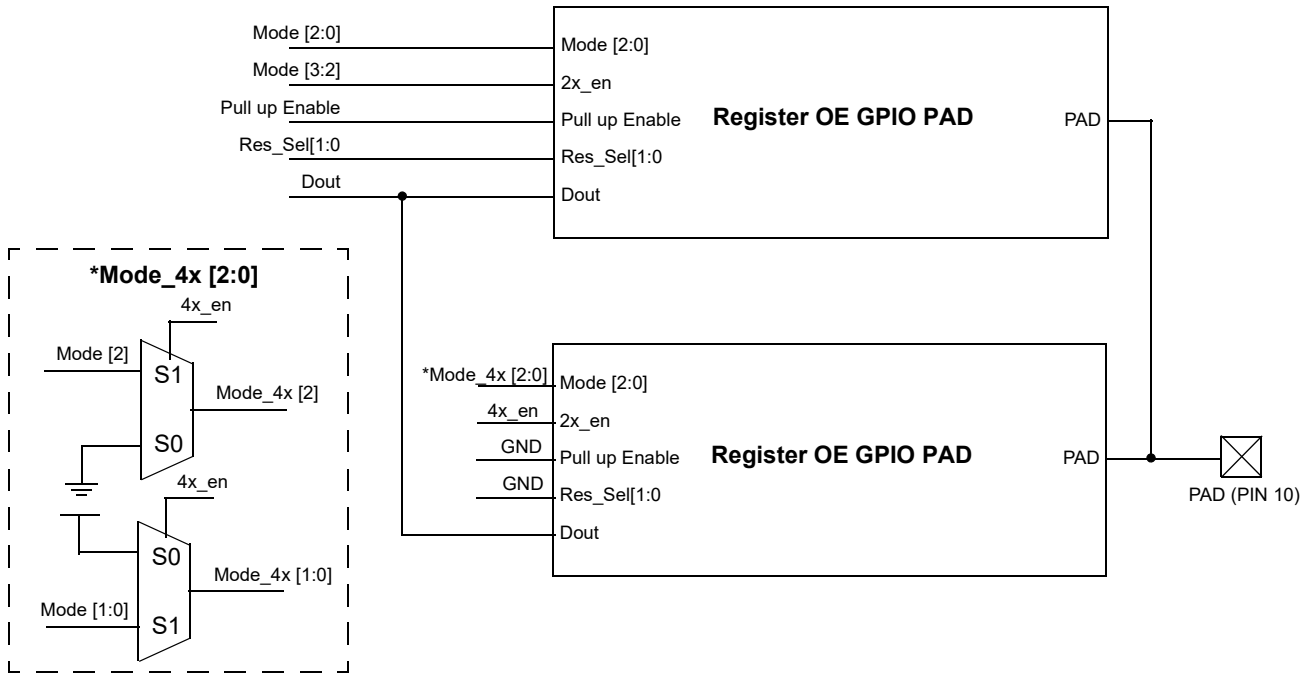 Mode [2:0]
Mode [3:2]
Pull up Enable
Res_Sel[1:0
Dout
Mode [2:0]
2x_en
Pull up Enable
Res_Sel[1:0
Dout
Register OE GPIO PAD
PAD
*Mode_4x [2:0]
4x_en
Mode [2]
S1
Mode_4x [2]
S0
4x_en
S0
Mode_4x [1:0]
Mode [1:0]
S1
*Mode_4x [2:0]
4x_en
GND
GND
Mode [2:0]
2x_en
Pull up Enable
Res_Sel[1:0
Dout
Register OE GPIO PAD
PAD
PAD (PIN 10)